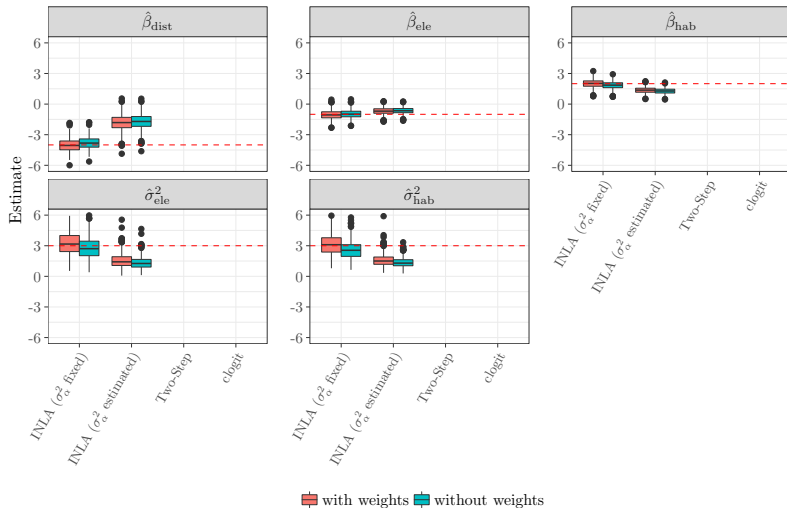 β̂_dist
β̂_ele
β̂_hab
6
3
0
-3
-6
6
3
0
-3
-6
6
3
0
-3
-6
Estimate
σ̂²_ele
σ̂²_hab
6
3
0
-3
-6
6
3
0
-3
-6
INLA (σ²_α fixed)
INLA (σ²_α estimated)
Two-Step
clogit
INLA (σ²_α fixed)
INLA (σ²_α estimated)
Two-Step
clogit
INLA (σ²_α fixed)
INLA (σ²_α estimated)
Two-Step
clogit
with weights without weights